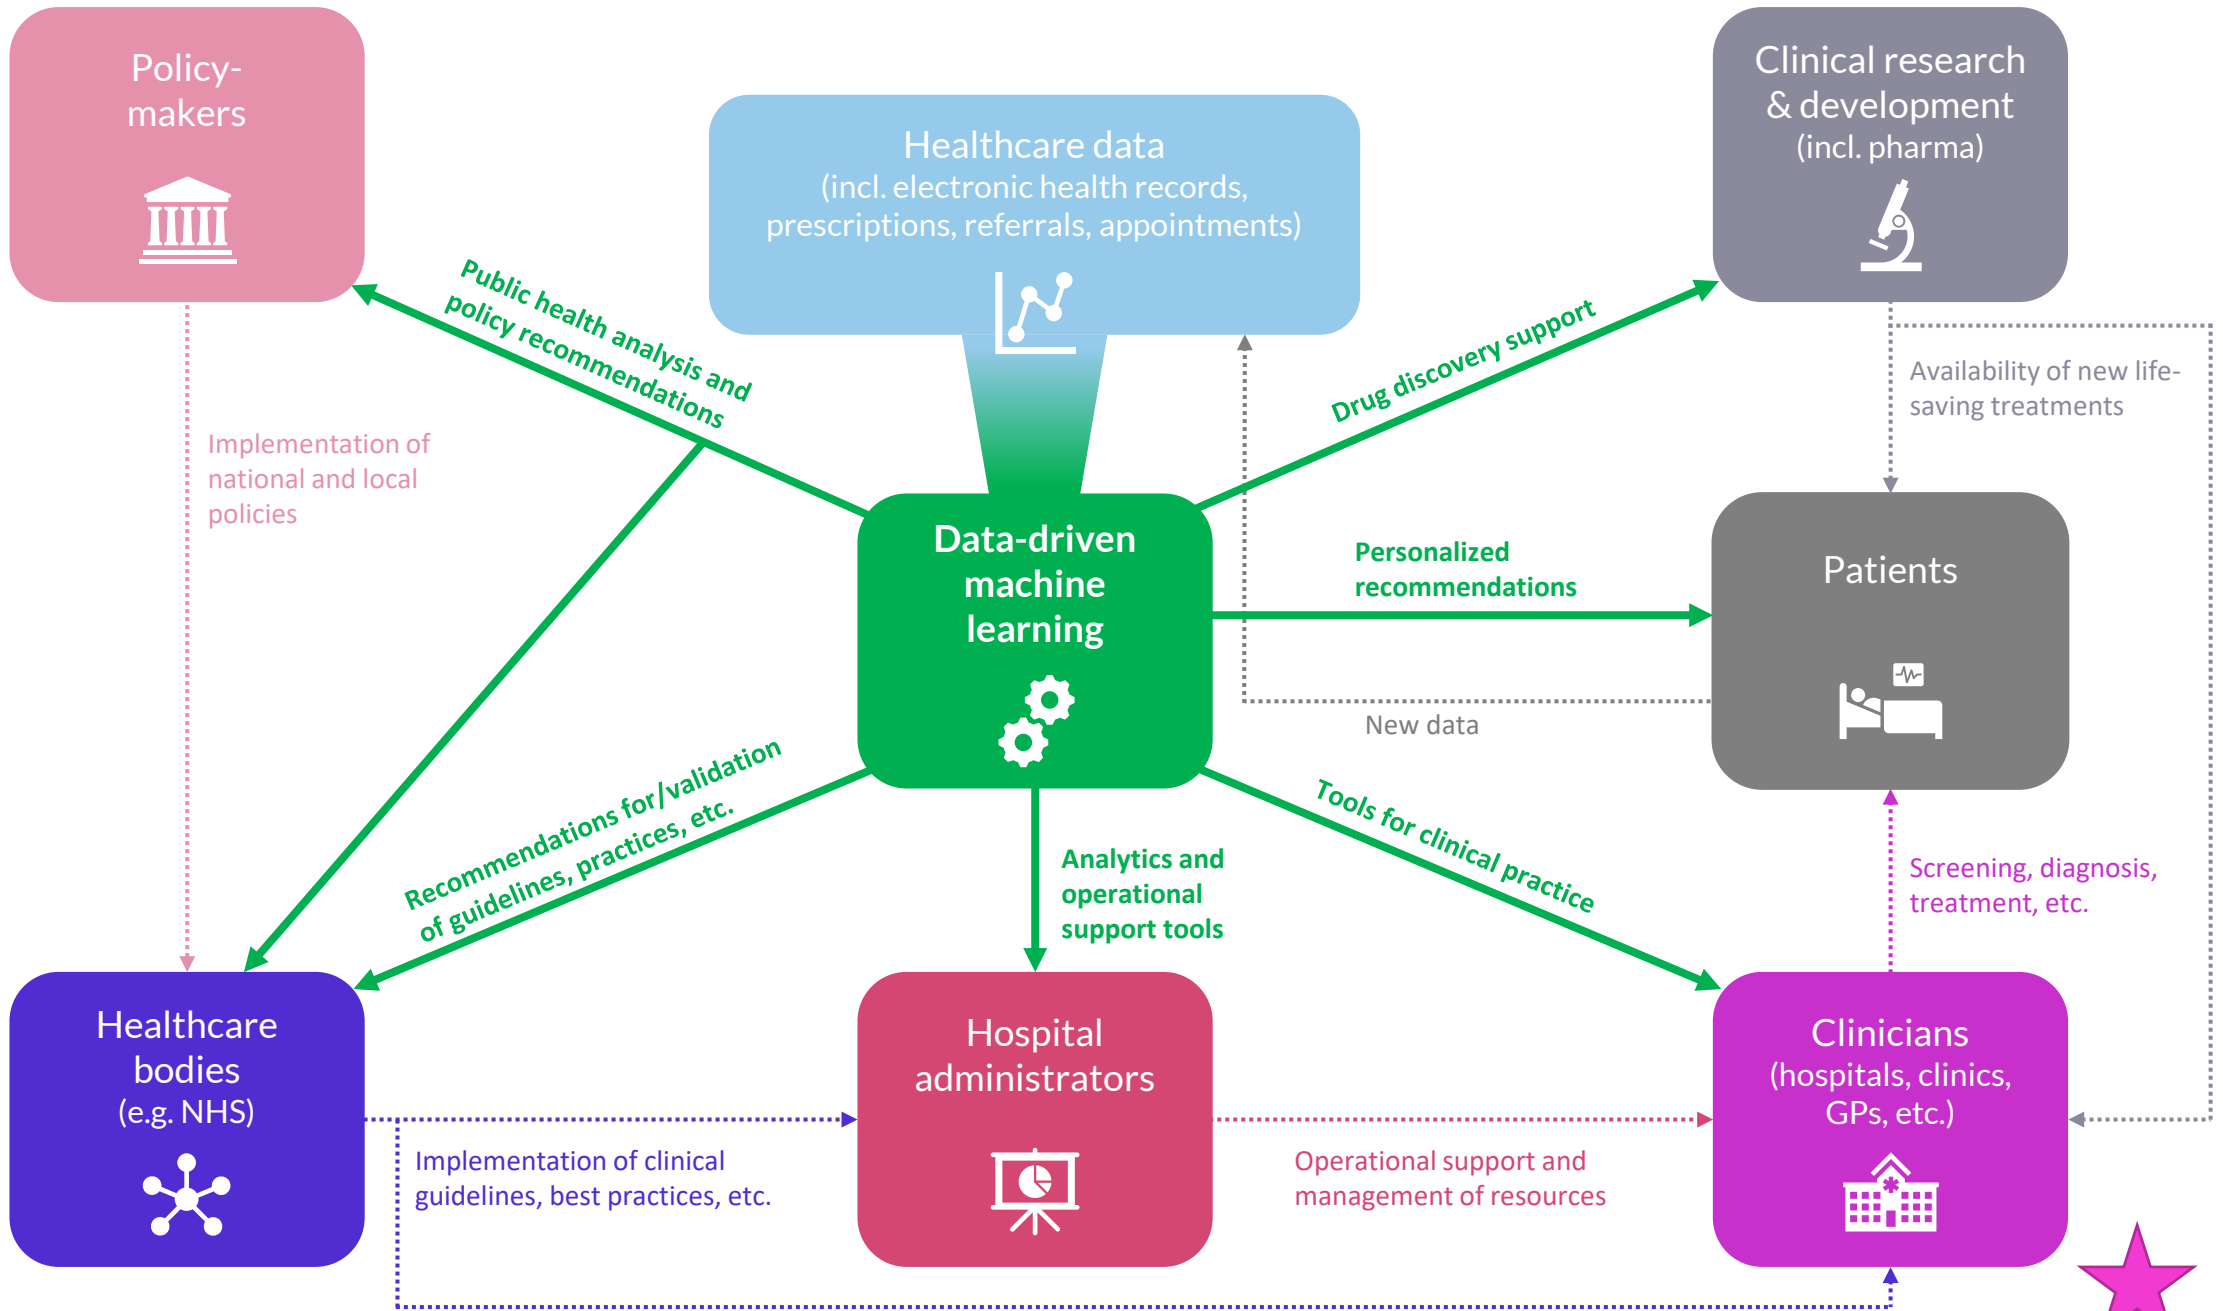 Policy-
makers
Healthcare data
(incl. electronic health records,
prescriptions, referrals, appointments)
Clinical research
& development
(incl. pharma)
Public health analysis and
policy recommendations
Drug discovery support
Availability of new life-
saving treatments
Implementation of
national and local
policies
Data-driven
machine
learning
Personalized
recommendations
Patients
New data
Recommendations for/validation
of guidelines, practices, etc.
Analytics and
operational
support tools
Tools for clinical practice
Screening, diagnosis,
treatment, etc.
Healthcare
bodies
(e.g. NHS)
Hospital
administrators
Clinicians
(hospitals, clinics,
GPs, etc.)
Implementation of clinical
guidelines, best practices, etc.
Operational support and
management of resources